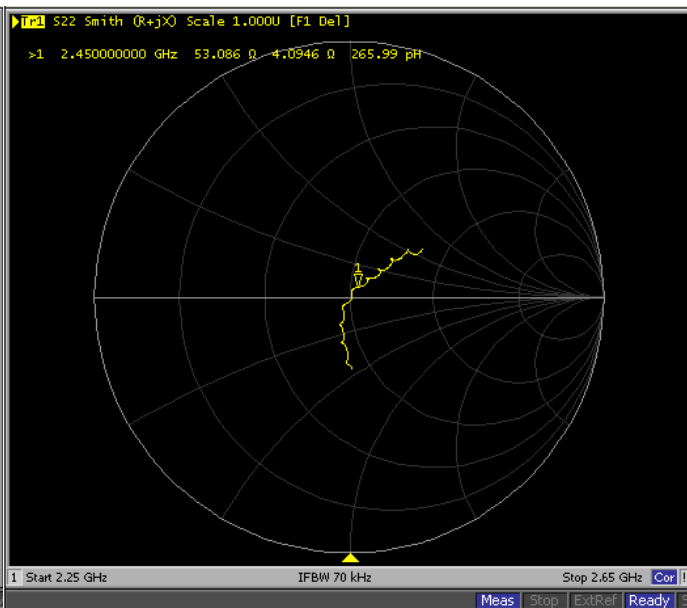 Tr1 S22 Smith (R+jX) Scale 1.000U [F1 Del]
>1 2.450000000 GHz 53.086 Ω 4.0946 Ω 265.99 pH
1
1 Start 2.25 GHz IFBW 70 kHz Stop 2.65 GHz Cor !
Meas Stop ExtRef Ready S